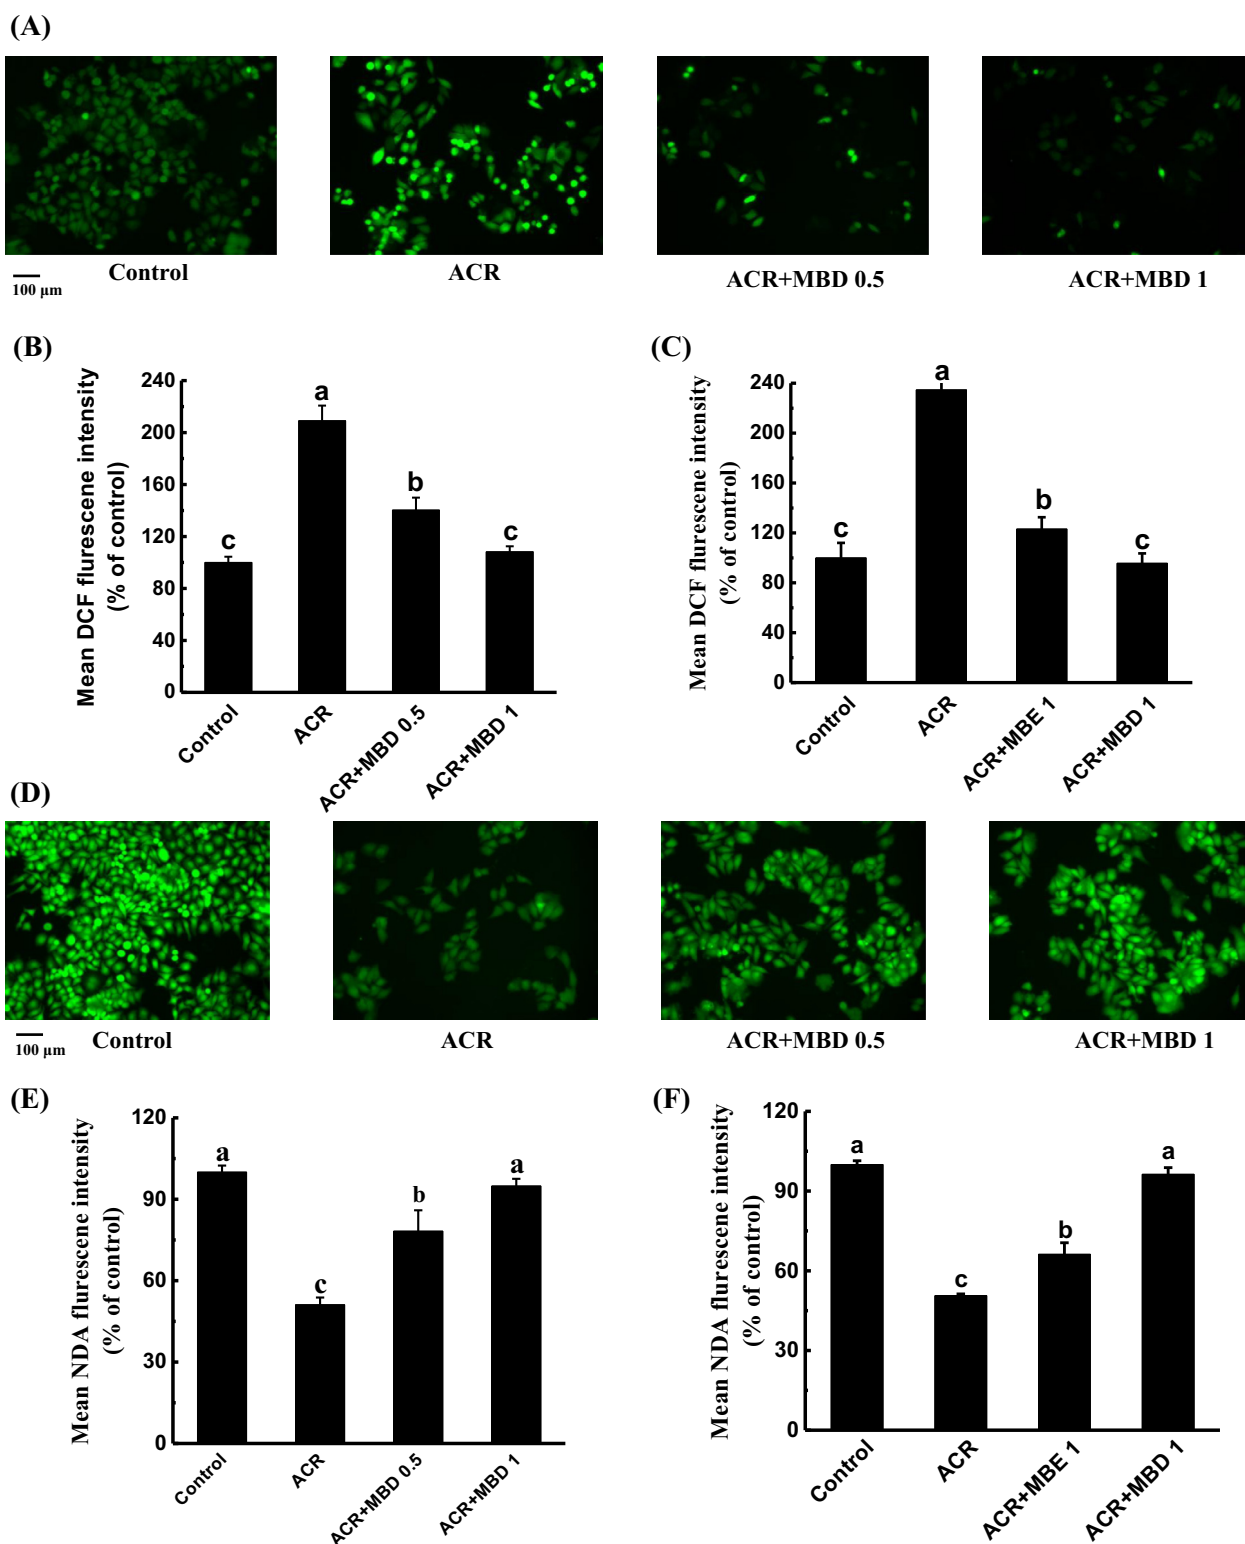 (A)
Control
ACR
ACR+MBD 0.5
ACR+MBD 1
100 μm
(B)
Mean DCF flurescene intensity
(% of control)
240
200
160
120
80
40
0
c
a
b
c
Control
ACR
ACR+MBD 0.5
ACR+MBD 1
(C)
Mean DCF flurescene intensity
(% of control)
240
200
160
120
80
40
0
c
a
b
c
Control
ACR
ACR+MBE 1
ACR+MBD 1
(D)
Control
ACR
ACR+MBD 0.5
ACR+MBD 1
100 μm
(E)
Mean NDA flurescene intensity
(% of control)
120
90
60
30
0
a
c
b
a
Control
ACR
ACR+MBD 0.5
ACR+MBD 1
(F)
Mean NDA flurescene intensity
(% of control)
120
90
60
30
0
a
c
b
a
Control
ACR
ACR+MBE 1
ACR+MBD 1